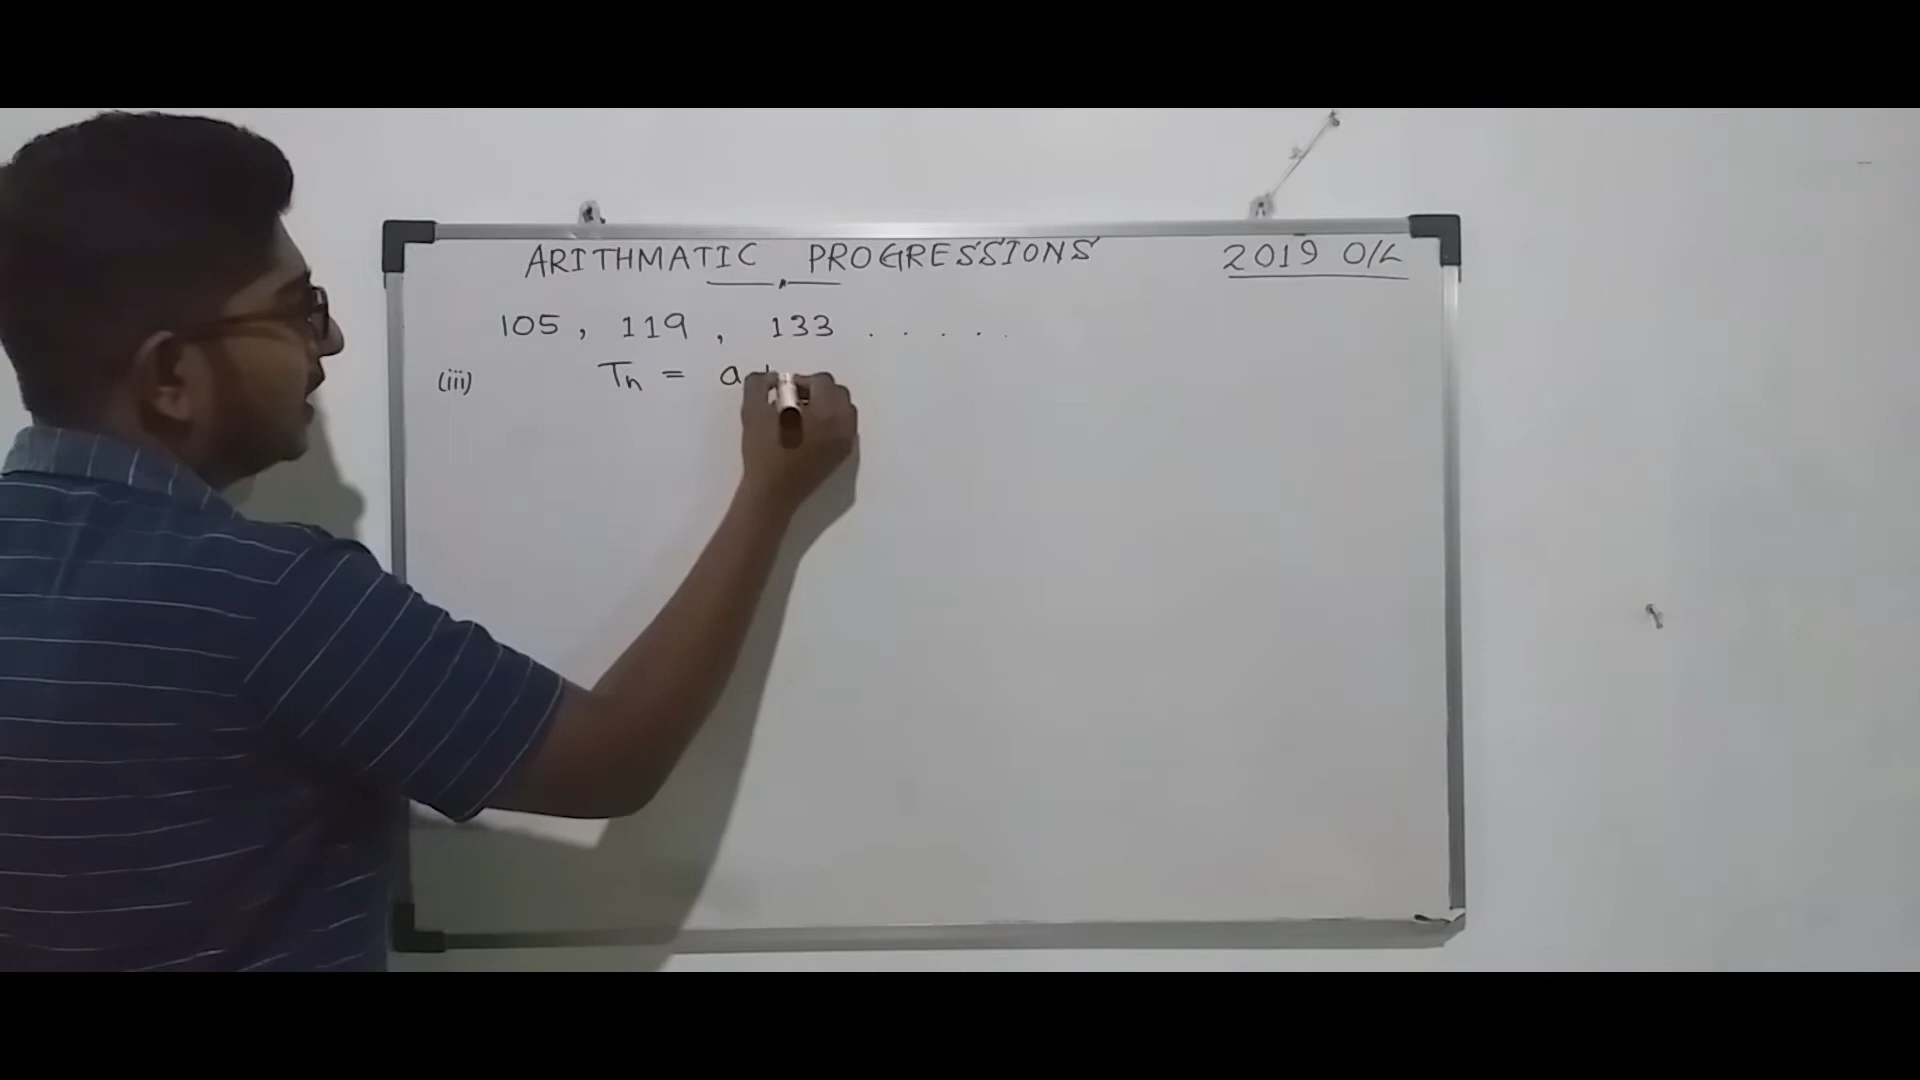 ARITHMATIC PROGRESSIONS 2019 O/L
105, 119, 133 . . . . .
(iii) Tn = a+